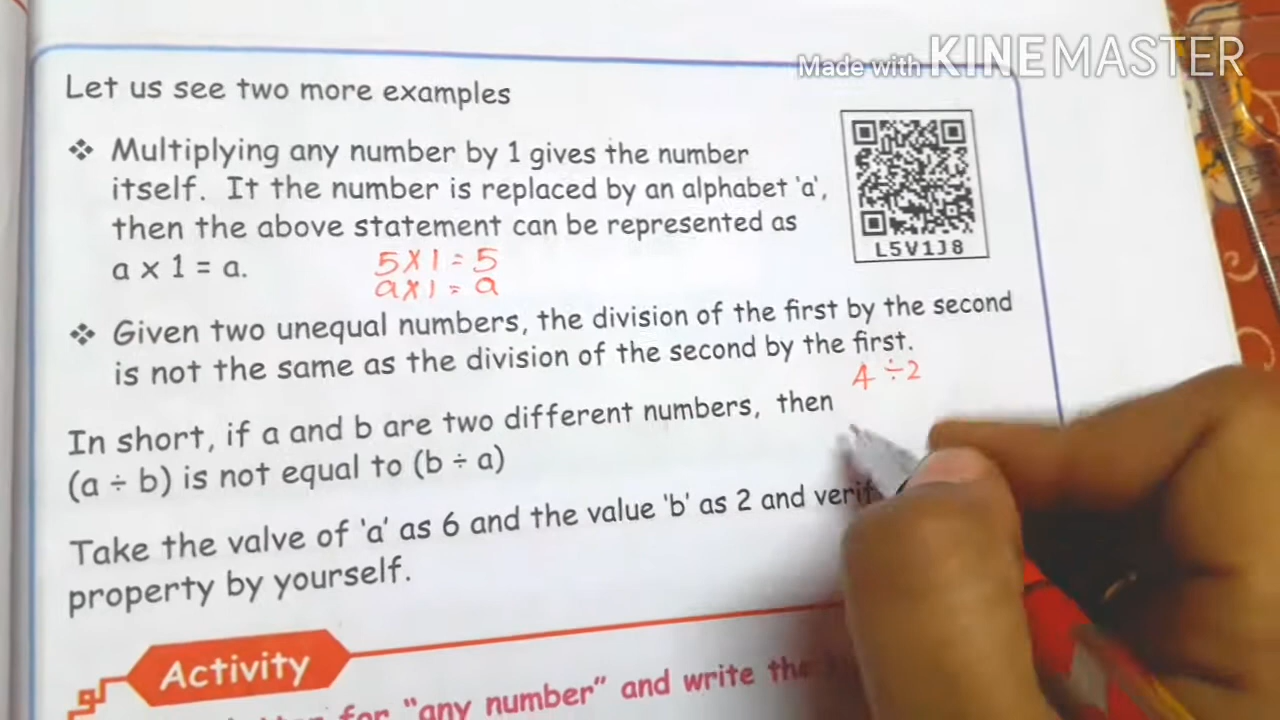 Made with KINEMASTER
Let us see two more examples
❖ Multiplying any number by 1 gives the number
itself. It the number is replaced by an alphabet 'a',
then the above statement can be represented as
a x 1 = a.
5 x 1 = 5
a x 1 = a
L5V1J8
❖ Given two unequal numbers, the division of the first by the second
is not the same as the division of the second by the first.
4 ÷ 2
In short, if a and b are two different numbers, then
(a ÷ b) is not equal to (b ÷ a)
Take the valve of 'a' as 6 and the value 'b' as 2 and
property by yourself.
Activity
for "any number" and write the